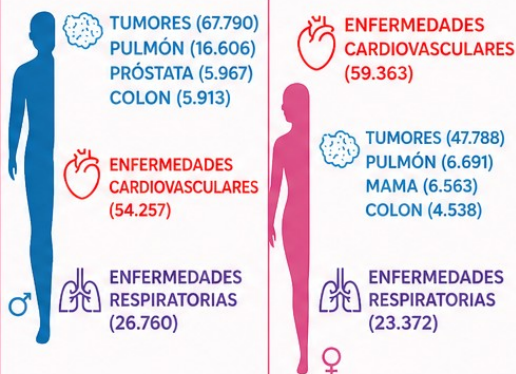 TUMORES (67.790)
PULMÓN (16.606)
PRÓSTATA (5.967)
COLON (5.913)
ENFERMEDADES
CARDIOVASCULARES
(54.257)
ENFERMEDADES
RESPIRATORIAS
(26.760)
ENFERMEDADES
CARDIOVASCULARES
(59.363)
TUMORES (47.788)
PULMÓN (6.691)
MAMA (6.563)
COLON (4.538)
ENFERMEDADES
RESPIRATORIAS
(23.372)